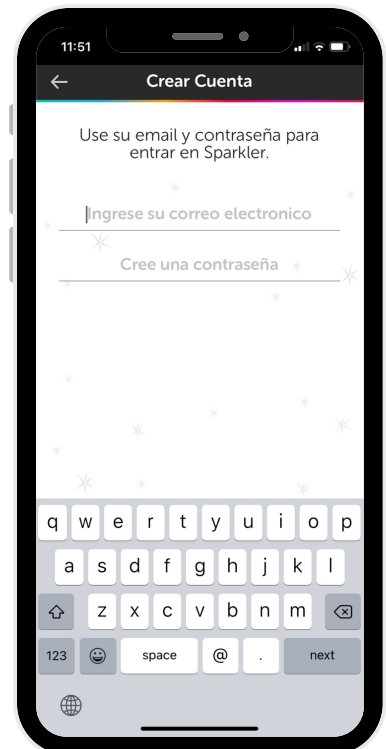 11:51
Crear Cuenta
Use su email y contraseña para
entrar en Sparkler.
Ingrese su correo electronico
Cree una contraseña
q w e r t y u i o p
a s d f g h j k l
z x c v b n m
123 space @ . next